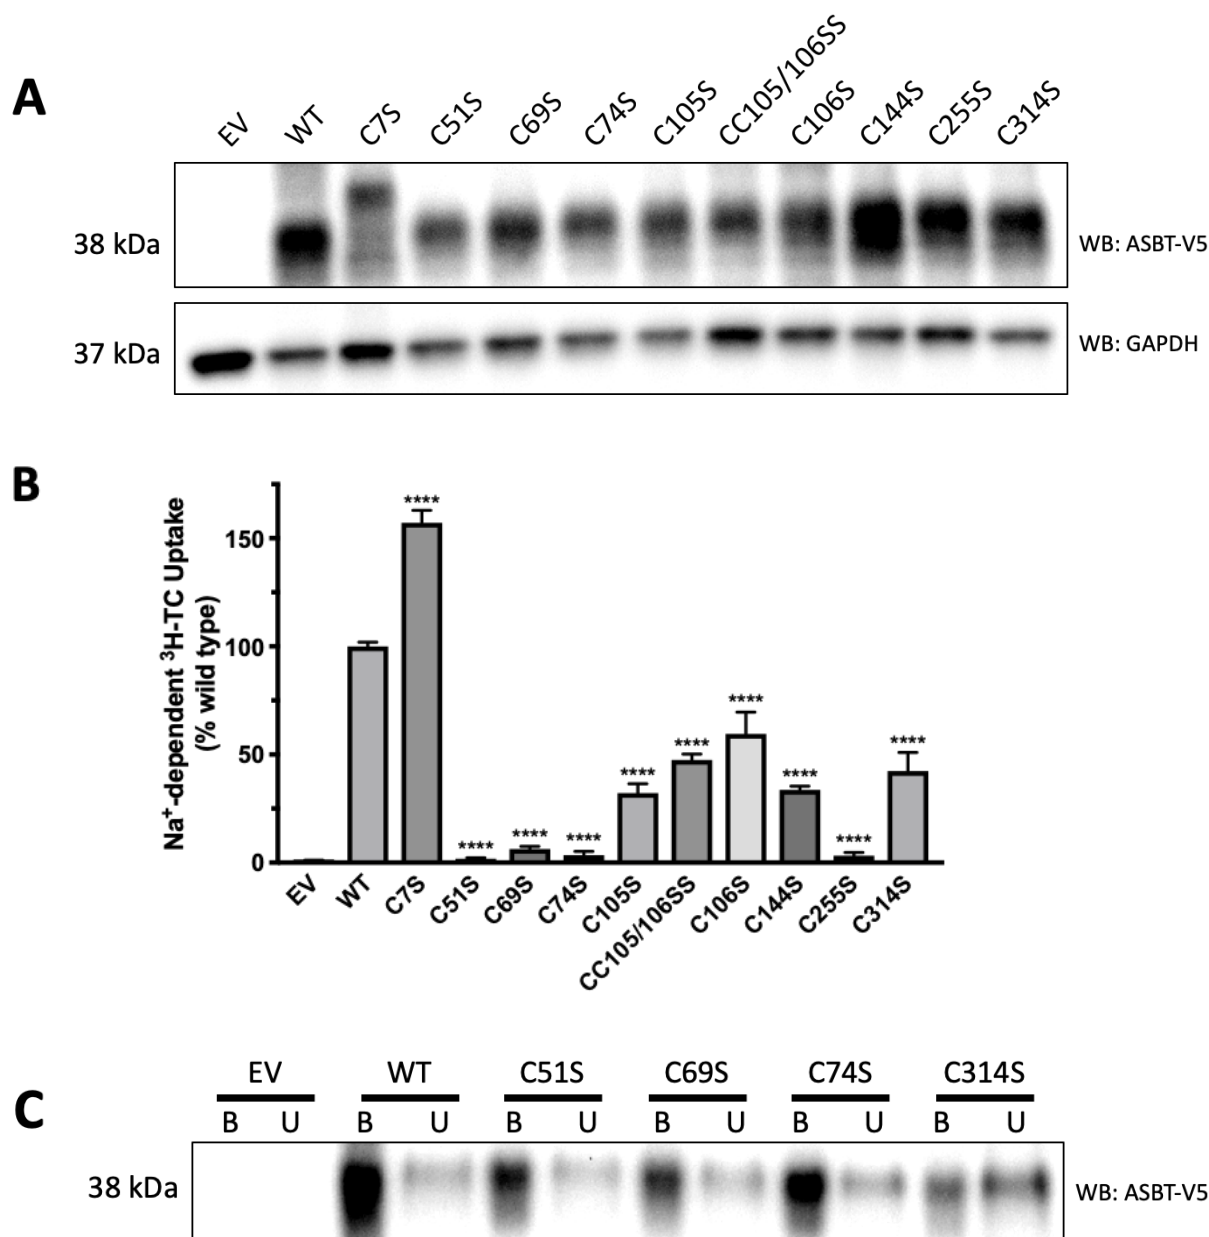 A
EV WT C7S C51S C69S C74S C105S CC105/106SS C106S C144S C255S C314S
38 kDa
WB: ASBT-V5
37 kDa
WB: GAPDH
B
Na⁺-dependent ³H-TC Uptake
(% wild type)
150
100
50
0
****
****
****
****
****
****
****
****
****
****
EV WT C7S C51S C69S C74S C105S CC105/106SS C106S C144S C255S C314S
C
EV WT C51S C69S C74S C314S
B U B U B U B U B U B U
38 kDa
WB: ASBT-V5